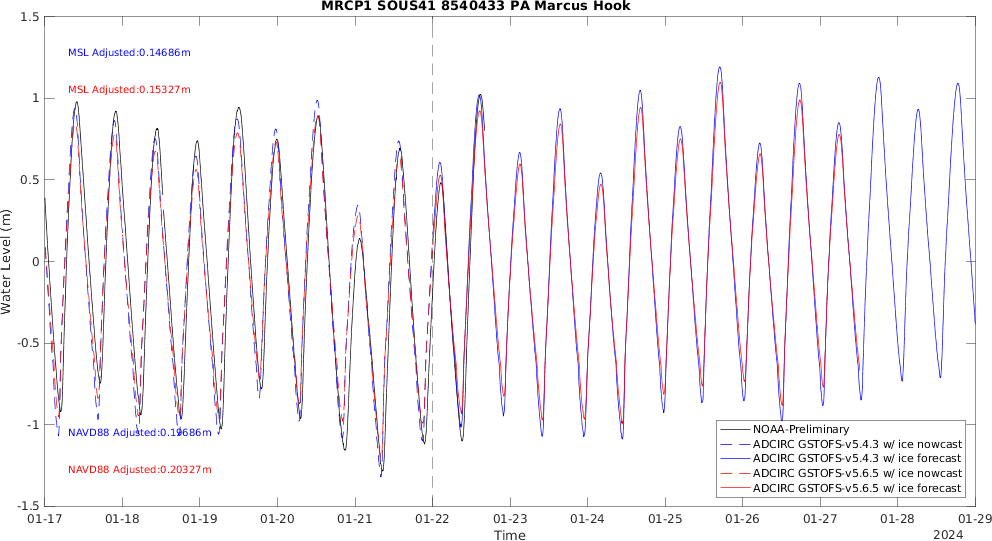 MRCP1 SOUS41 8540433 PA Marcus Hook
1.5
MSL Adjusted:0.14686m
MSL Adjusted:0.15327m
1
0.5
0
-0.5
-1
-1.5
Water Level (m)
NAVD88 Adjusted:0.19686m
NAVD88 Adjusted:0.20327m
NOAA-Preliminary
ADCIRC GSTOFS-v5.4.3 w/ ice nowcast
ADCIRC GSTOFS-v5.4.3 w/ ice forecast
ADCIRC GSTOFS-v5.6.5 w/ ice nowcast
ADCIRC GSTOFS-v5.6.5 w/ ice forecast
01-17 01-18 01-19 01-20 01-21 01-22 01-23 01-24 01-25 01-26 01-27 01-28 01-29
Time
2024